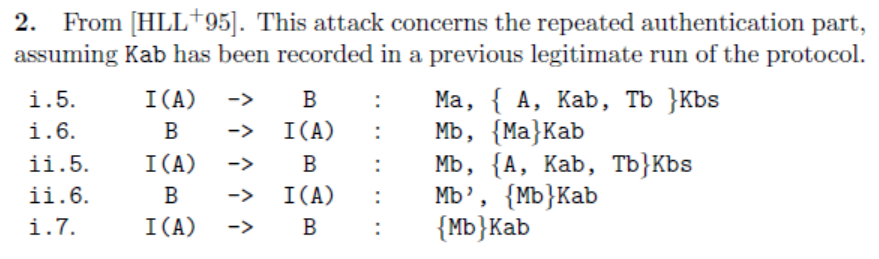 2. From [HLL+95]. This attack concerns the repeated authentication part,
assuming Kab has been recorded in a previous legitimate run of the protocol.
i.5. I(A) -> B : Ma, { A, Kab, Tb }Kbs
i.6. B -> I(A) : Mb, {Ma}Kab
ii.5. I(A) -> B : Mb, {A, Kab, Tb}Kbs
ii.6. B -> I(A) : Mb’, {Mb}Kab
i.7. I(A) -> B : {Mb}Kab